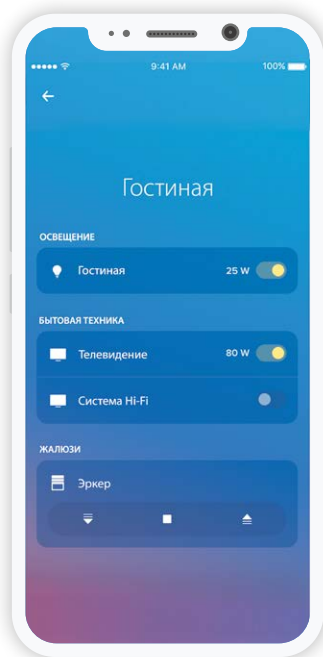 9:41 AM
100%
Гостиная
ОСВЕЩЕНИЕ
Гостиная 25 W
БЫТОВАЯ ТЕХНИКА
Телевидение 80 W
Система Hi-Fi
ЖАЛЮЗИ
Эркер